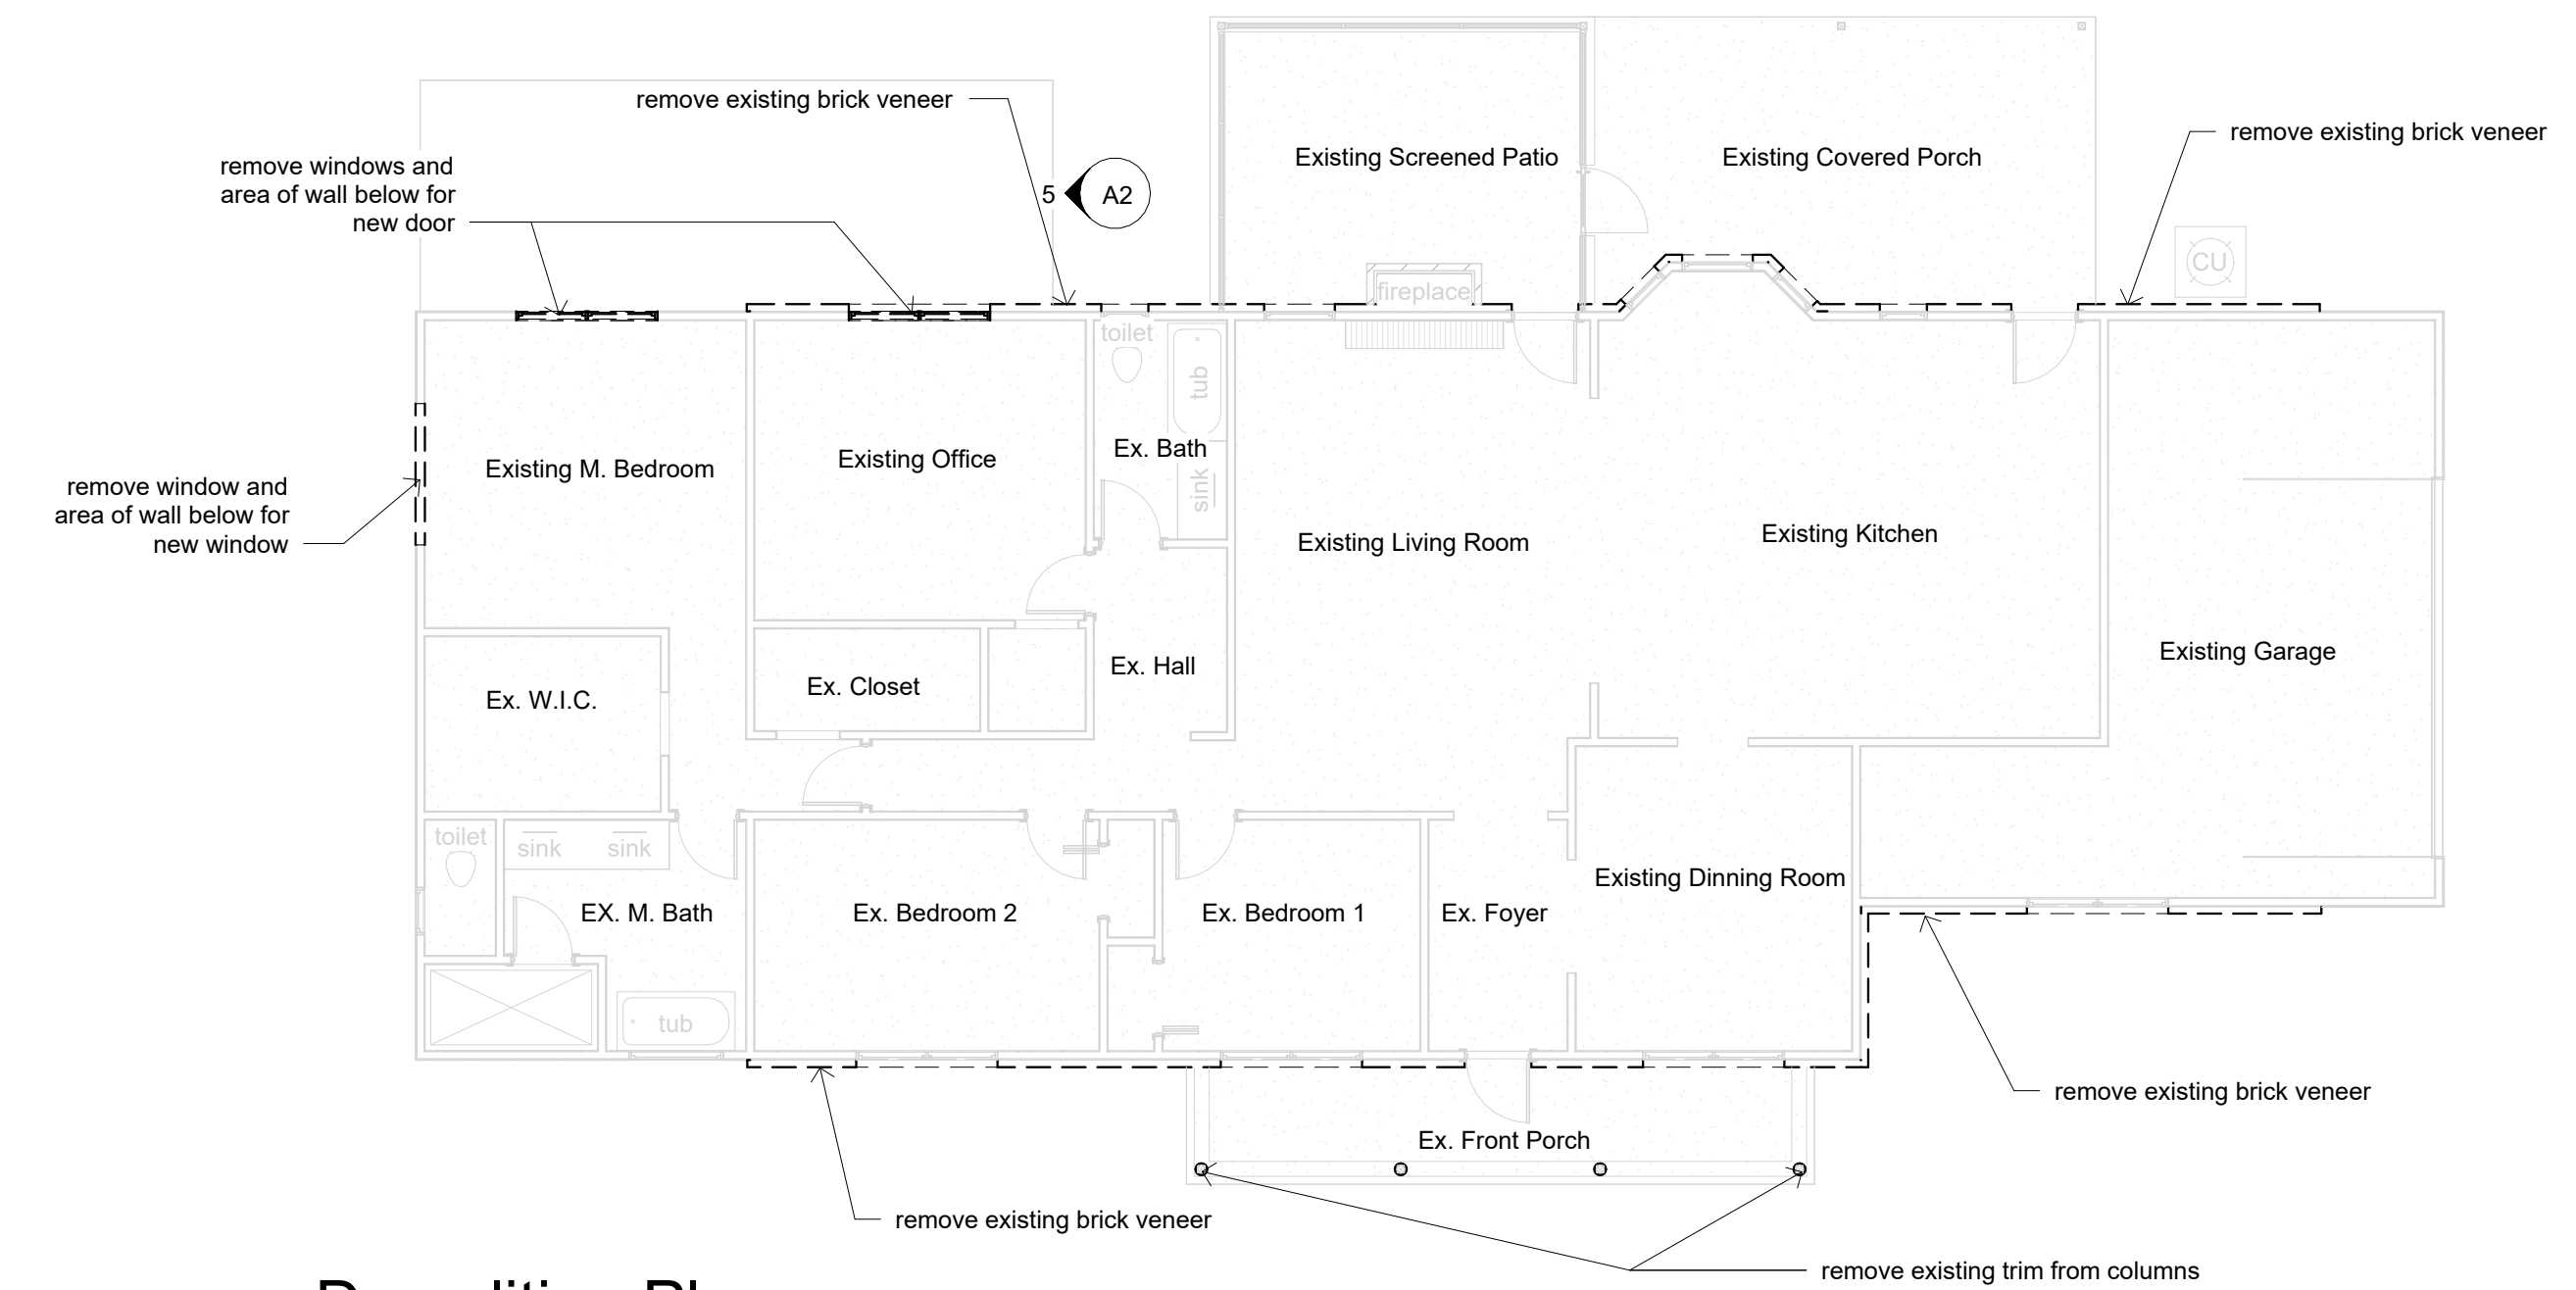 remove existing brick veneer
remove existing brick veneer
remove windows and
area of wall below for
new door
Existing Screened Patio
Existing Covered Porch
5
A2
CU
fireplace
toilet
tub
Existing M. Bedroom
Existing Office
Ex. Bath
sink
remove window and
area of wall below for
new window
Existing Living Room
Existing Kitchen
Ex. W.I.C.
Ex. Closet
Ex. Hall
Existing Garage
toilet
sink
sink
EX. M. Bath
Ex. Bedroom 2
Ex. Bedroom 1
Ex. Foyer
Existing Dinning Room
tub
remove existing brick veneer
Ex. Front Porch
remove existing brick veneer
remove existing trim from columns